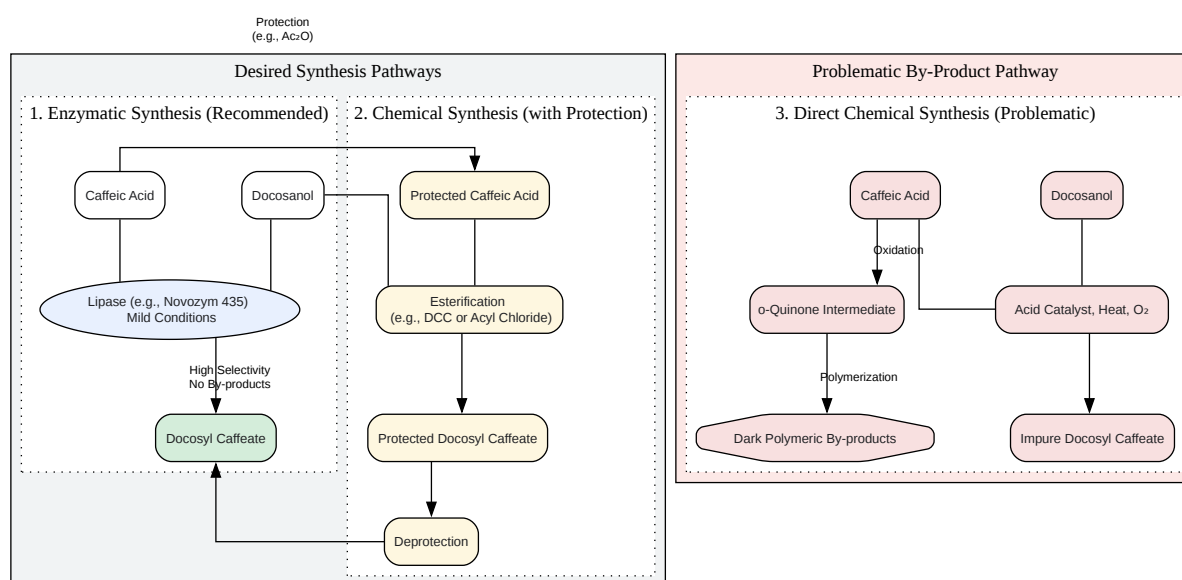 Protection
(e.g., Ac₂O)
Desired Synthesis Pathways
1. Enzymatic Synthesis (Recommended)
Caffeic Acid
Docosanol
Lipase (e.g., Novozym 435)
Mild Conditions
High Selectivity
No By-products
Docosyl Caffeate
2. Chemical Synthesis (with Protection)
Protected Caffeic Acid
Esterification
(e.g., DCC or Acyl Chloride)
Protected Docosyl Caffeate
Deprotection
Problematic By-Product Pathway
3. Direct Chemical Synthesis (Problematic)
Caffeic Acid
Docosanol
Oxidation
o-Quinone Intermediate
Acid Catalyst, Heat, O₂
Polymerization
Dark Polymeric By-products
Impure Docosyl Caffeate